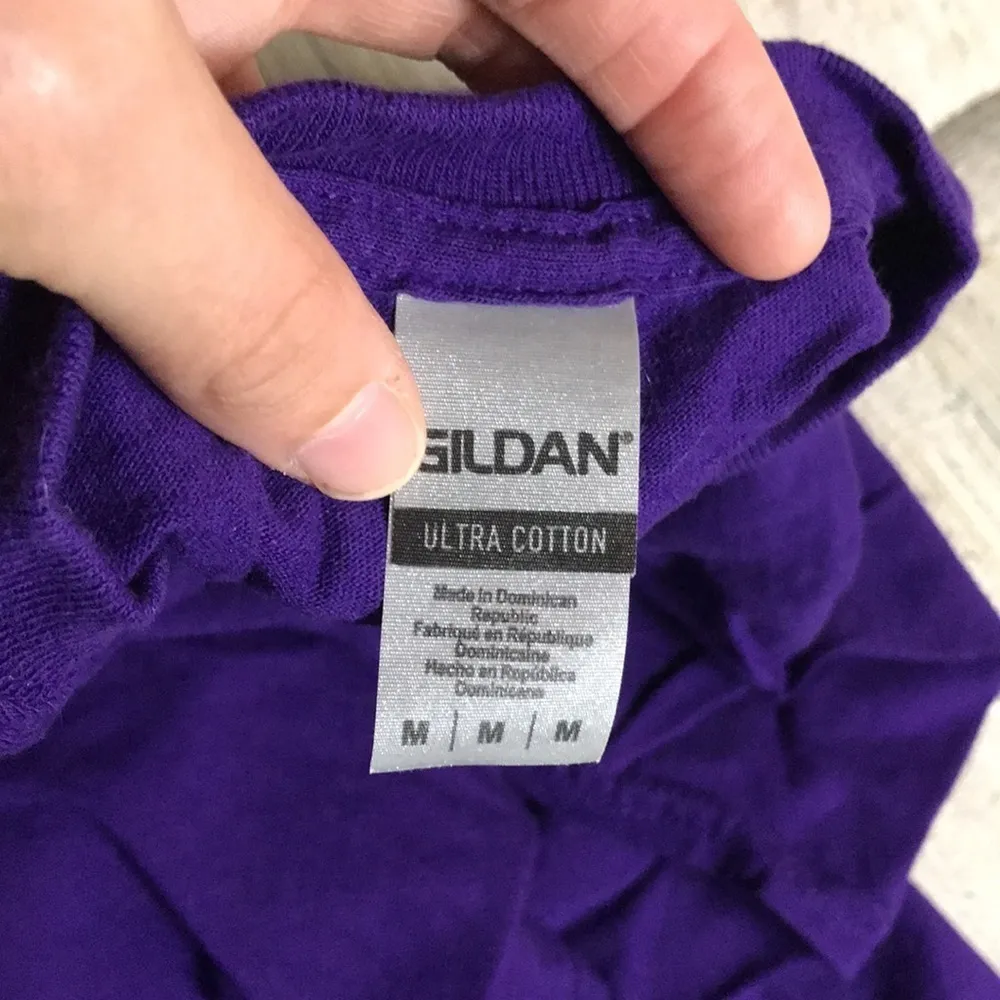 GILDAN®
ULTRA COTTON
Made in Dominican
Republic
Fabriqué en République
Dominicaine
Hecho en República
Dominicana
M | M | M